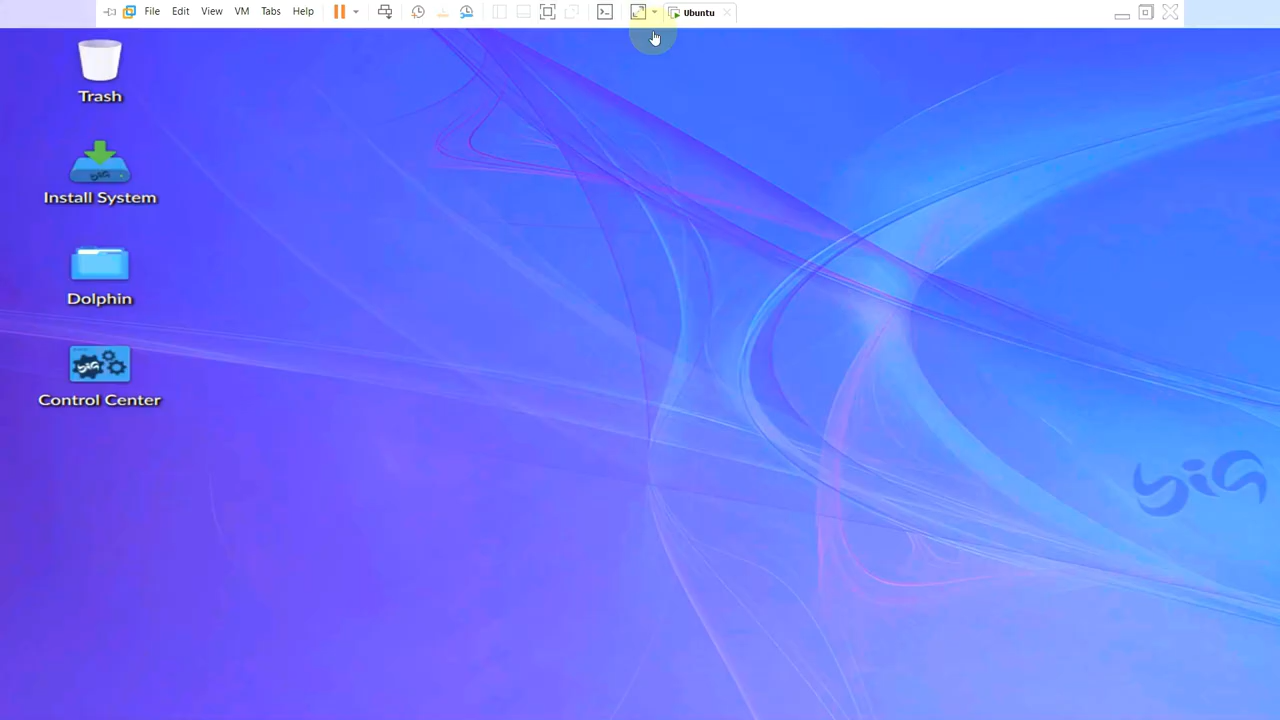 File Edit View VM Tabs Help Ubuntu
Trash
Install System
Dolphin
Control Center